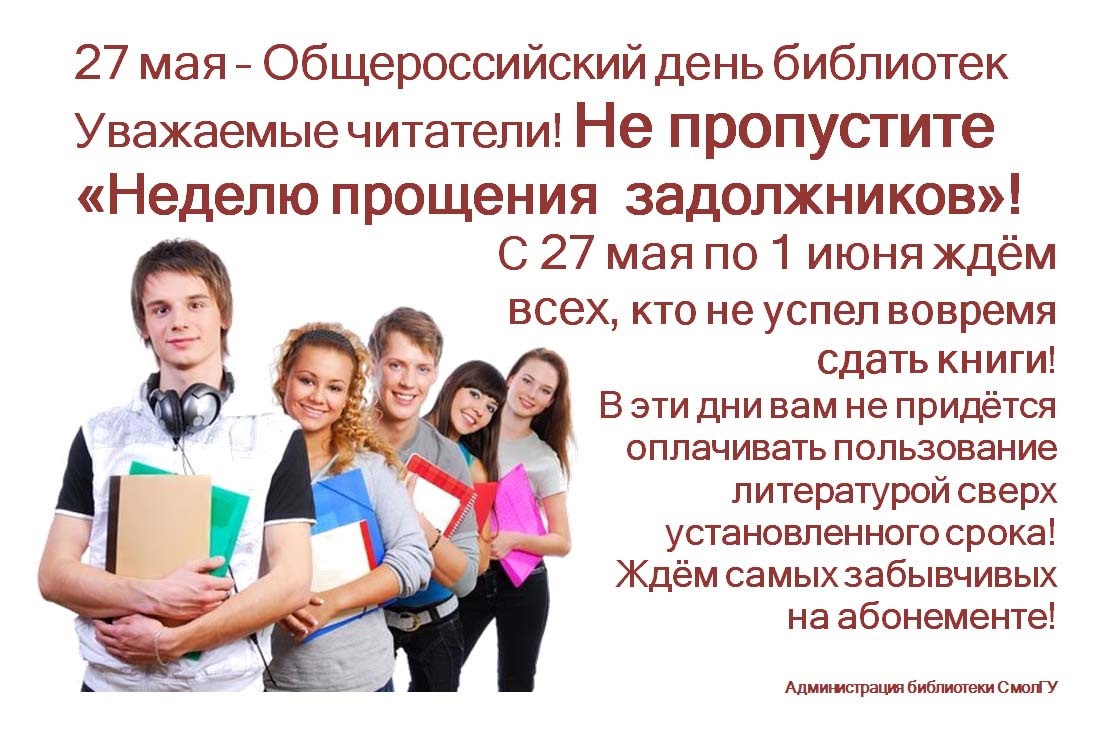 27 мая – Общероссийский день библиотек
Уважаемые читатели! Не пропустите
«Неделю прощения задолжников»!
С 27 мая по 1 июня ждём
всех, кто не успел вовремя
сдать книги!
В эти дни вам не придётся
оплачивать пользование
литературой сверх
установленного срока!
Ждём самых забывчивых
на абонементе!
Администрация библиотеки СмолГУ